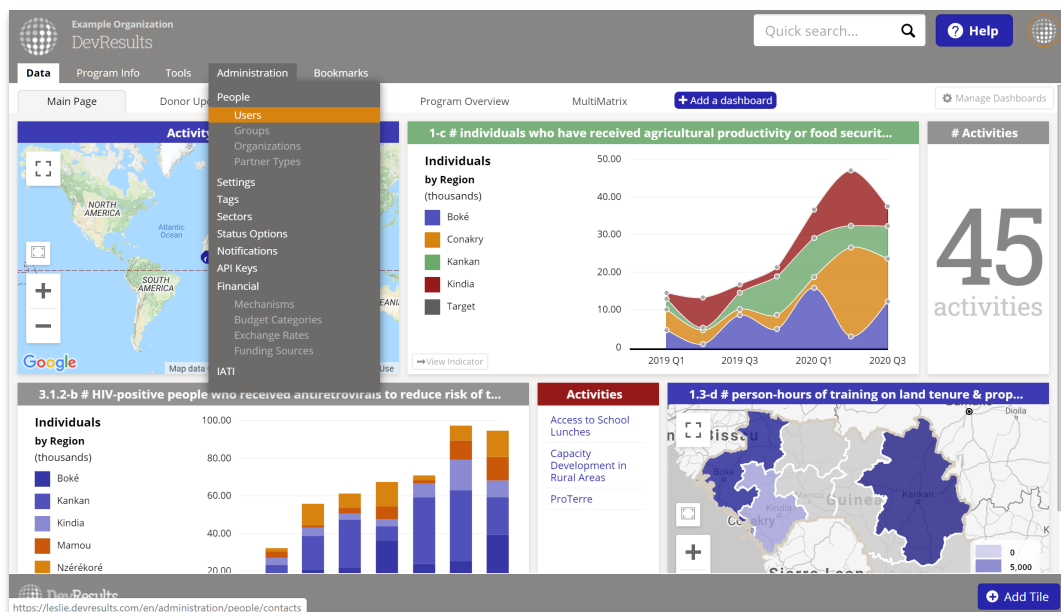 Example Organization
DevResults
Quick search...
Help
Data Program Info Tools Administration Bookmarks
Main Page
Program Overview
MultiMatrix
Add a dashboard
Manage Dashboards
People
Users
Groups
Organizations
Partner Types
Settings
Tags
Sectors
Status Options
Notifications
API Keys
Financial
Mechanisms
Budget Categories
Exchange Rates
Funding Sources
IATI
NORTH
AMERICA
Atlantic
Ocean
SOUTH
AMERICA
Google
Map data
Use
1-c # individuals who have received agricultural productivity or food securit...
Individuals
by Region
(thousands)
Boké
Conakry
Kankan
Kindia
Target
50.00
40.00
30.00
20.00
10.00
0
2019 Q1 2019 Q3 2020 Q1 2020 Q3
View Indicator
# Activities
45
activities
3.1.2-b # HIV-positive people who received antiretrovirals to reduce risk of t...
Individuals
by Region
(thousands)
Boké
Kankan
Kindia
Mamou
Nzérékoré
100.00
80.00
60.00
40.00
20.00
Activities
Access to School
Lunches
Capacity
Development in
Rural Areas
ProTerre
1.3-d # person-hours of training on land tenure & prop...
Dioila
Boke
Guinea
Kankan
Kindia
0
5,000
DevResults
Add Tile
https://leslie.devresults.com/en/administration/people/contacts